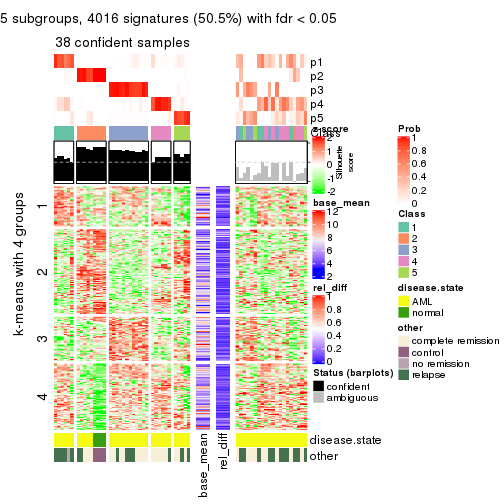 5 subgroups, 4016 signatures (50.5%) with fdr < 0.05
38 confident samples
p1
p2
p3
p4
p5
Class
z-score
2
1
0
-1
-2
Silhouette
score
k-means with 4 groups
1
2
3
4
base_mean
12
10
8
6
4
2
rel_diff
1
0.8
0.6
0.4
0.2
0
Status (barplots)
confident
ambiguous
Prob
1
0.8
0.6
0.4
0.2
0
Class
1
2
3
4
5
disease.state
AML
normal
other
complete remission
control
no remission
relapse
disease.state
other
base_mean
rel_diff